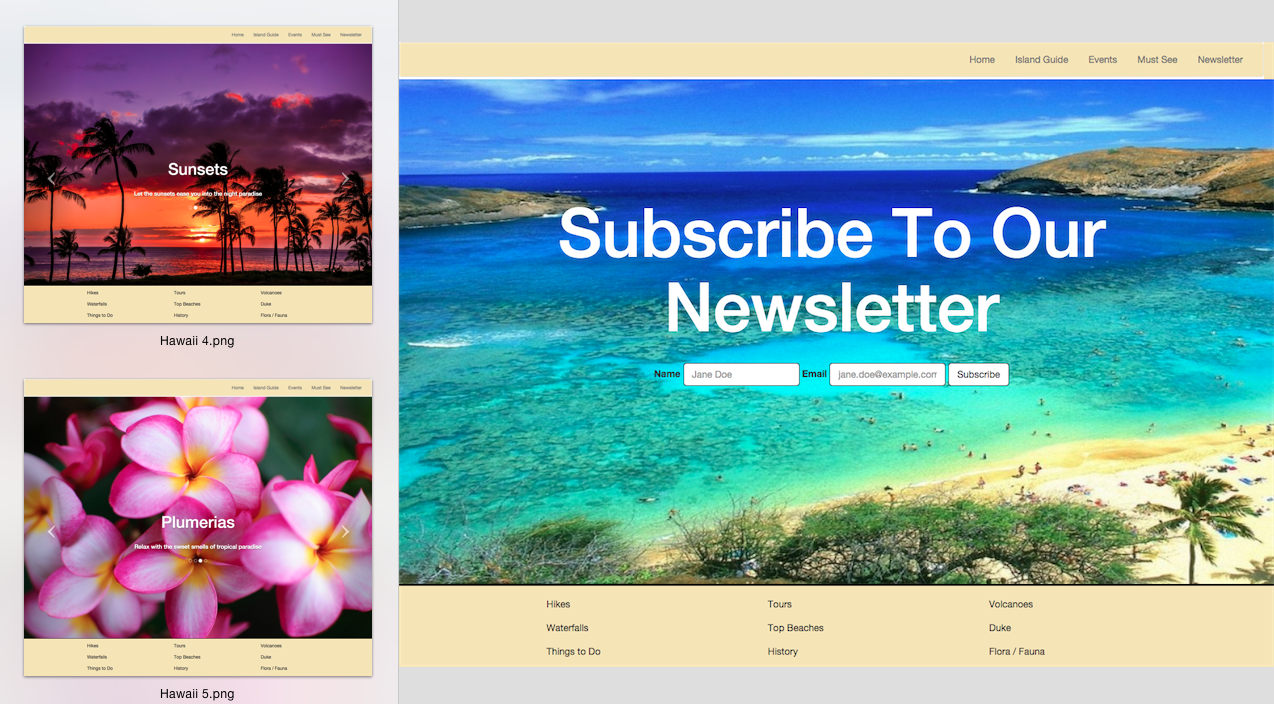 Home Island Guide Events Must See Newsletter
Sunsets
Let the sunsets ease you into the night paradise
Hikes Tours Volcanoes
Waterfalls Top Beaches Duke
Things to Do History Flora / Fauna
Hawaii 4.png
Home Island Guide Events Must See Newsletter
Plumerias
Relax with the sweet smells of tropical paradise
Hikes Tours Volcanoes
Waterfalls Top Beaches Duke
Things to Do History Flora / Fauna
Hawaii 5.png
Home Island Guide Events Must See Newsletter
Subscribe To Our
Newsletter
Name Jane Doe Email jane.doe@example.com Subscribe
Hikes Tours Volcanoes
Waterfalls Top Beaches Duke
Things to Do History Flora / Fauna